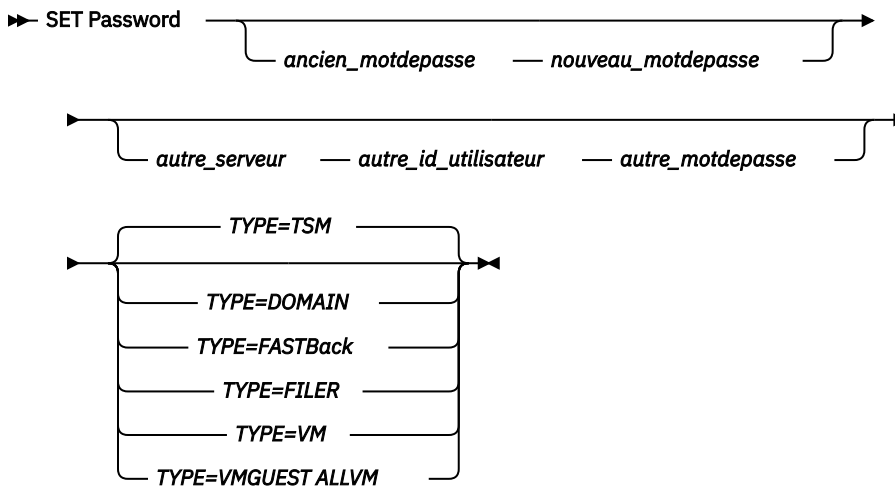 SET Password
ancien_motdepasse nouveau_motdepasse
autre_serveur autre_id_utilisateur autre_motdepasse
TYPE=TSM
TYPE=DOMAIN
TYPE=FASTBack
TYPE=FILER
TYPE=VM
TYPE=VMGUEST ALLVM